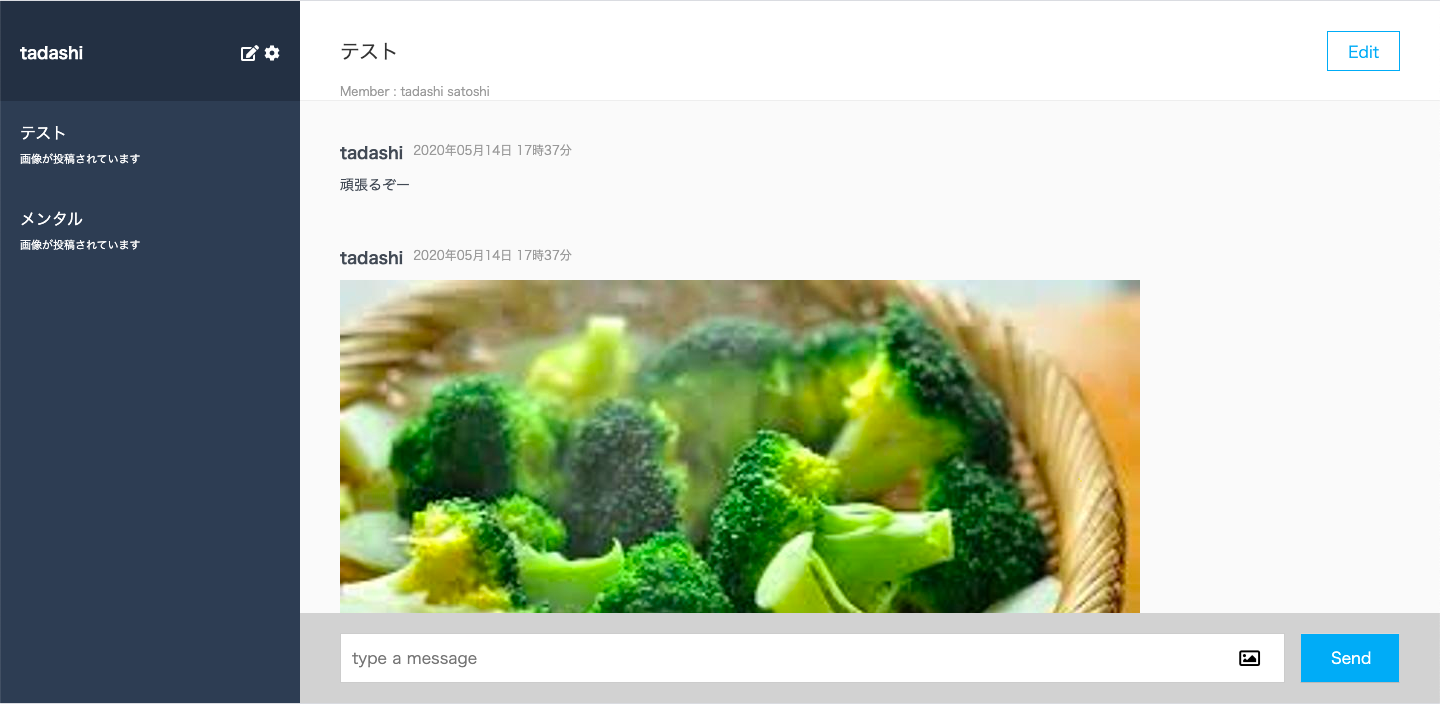 tadashi
テスト
画像が投稿されています
メンタル
画像が投稿されています
テスト
Edit
Member : tadashi satoshi
tadashi 2020年05月14日 17時37分
頑張るぞー
tadashi 2020年05月14日 17時37分
type a message
Send